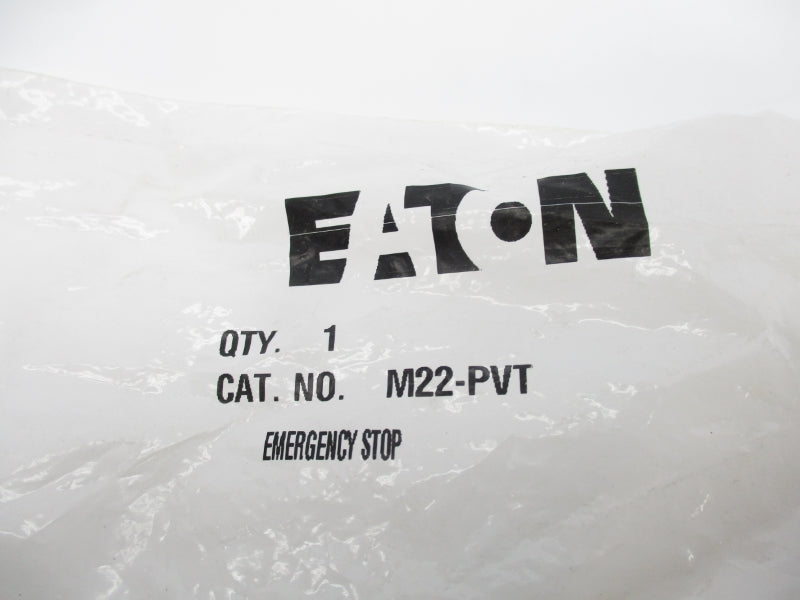 EATON
QTY. 1
CAT. NO. M22-PVT
EMERGENCY STOP